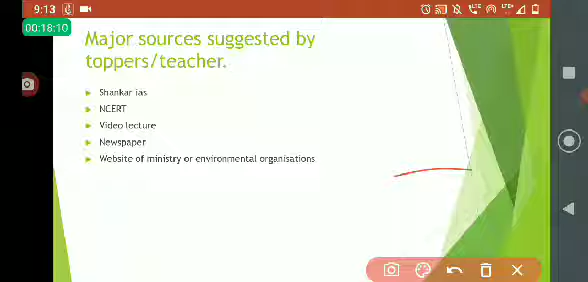 9:13
00:18:10
Major sources suggested by
toppers/teacher.
Shankar ias
NCERT
Video lecture
Newspaper
Website of ministry or environmental organisations